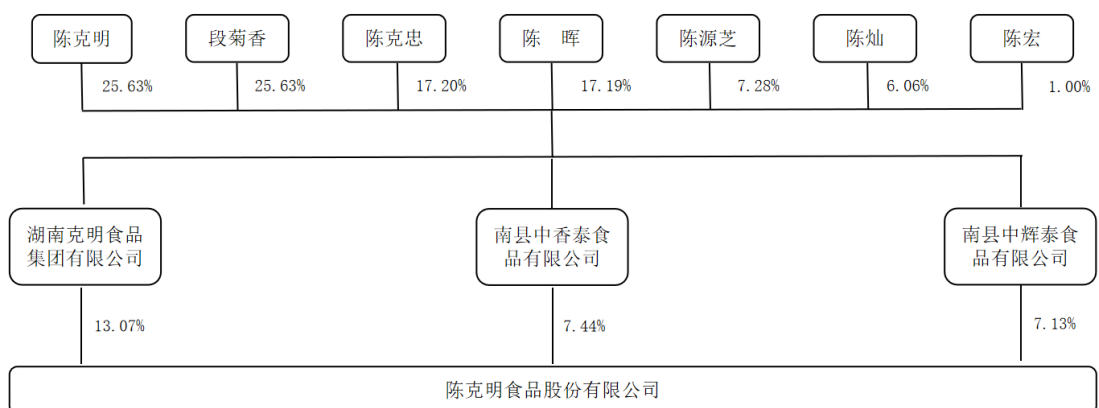 陈克明
段菊香
陈克忠
陈　晖
陈源芝
陈灿
陈宏
25.63%
25.63%
17.20%
17.19%
7.28%
6.06%
1.00%
湖南克明食品
集团有限公司
南县中香泰食
品有限公司
南县中辉泰食
品有限公司
13.07%
7.44%
7.13%
陈克明食品股份有限公司